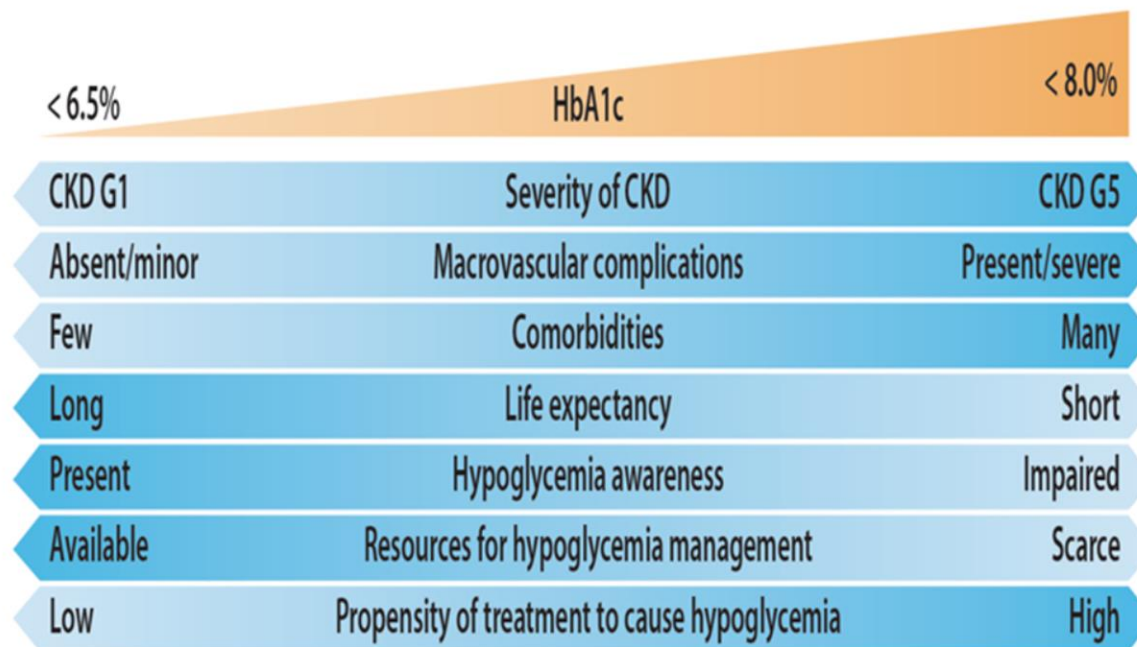 < 6.5% HbA1c < 8.0%
CKD G1 Severity of CKD CKD G5
Absent/minor Macrovascular complications Present/severe
Few Comorbidities Many
Long Life expectancy Short
Present Hypoglycemia awareness Impaired
Available Resources for hypoglycemia management Scarce
Low Propensity of treatment to cause hypoglycemia High